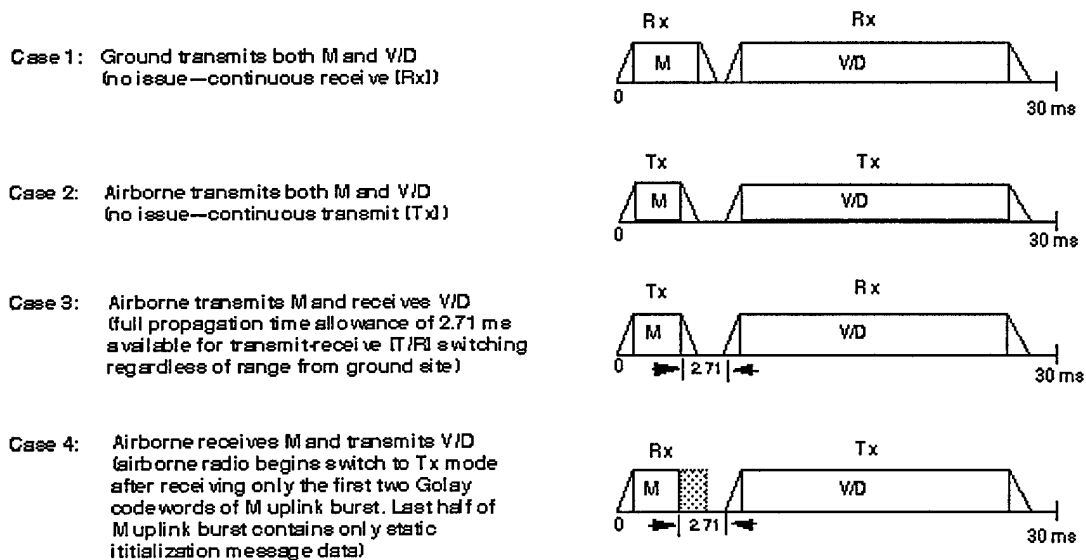 Case 1: Ground transmits both M and V/D
(no issue—continuous receive [Rx])
Rx Rx
M V/D
0
30 ms
Case 2: Airborne transmits both M and V/D
(no issue—continuous transmit [Tx])
Tx Tx
M V/D
0
30 ms
Case 3: Airborne transmits M and receives V/D
(full propagation time allowance of 2.71 ms
available for transmit-receive [T/R] switching
regardless of range from ground site)
Tx Rx
M V/D
0 2.71
30 ms
Case 4: Airborne receives M and transmits V/D
(airborne radio begins switch to Tx mode
after receiving only the first two Golay
codewords of M uplink burst. Last half of
M uplink burst contains only static
ititialization message data)
Rx Tx
M V/D
0 2.71
30 ms